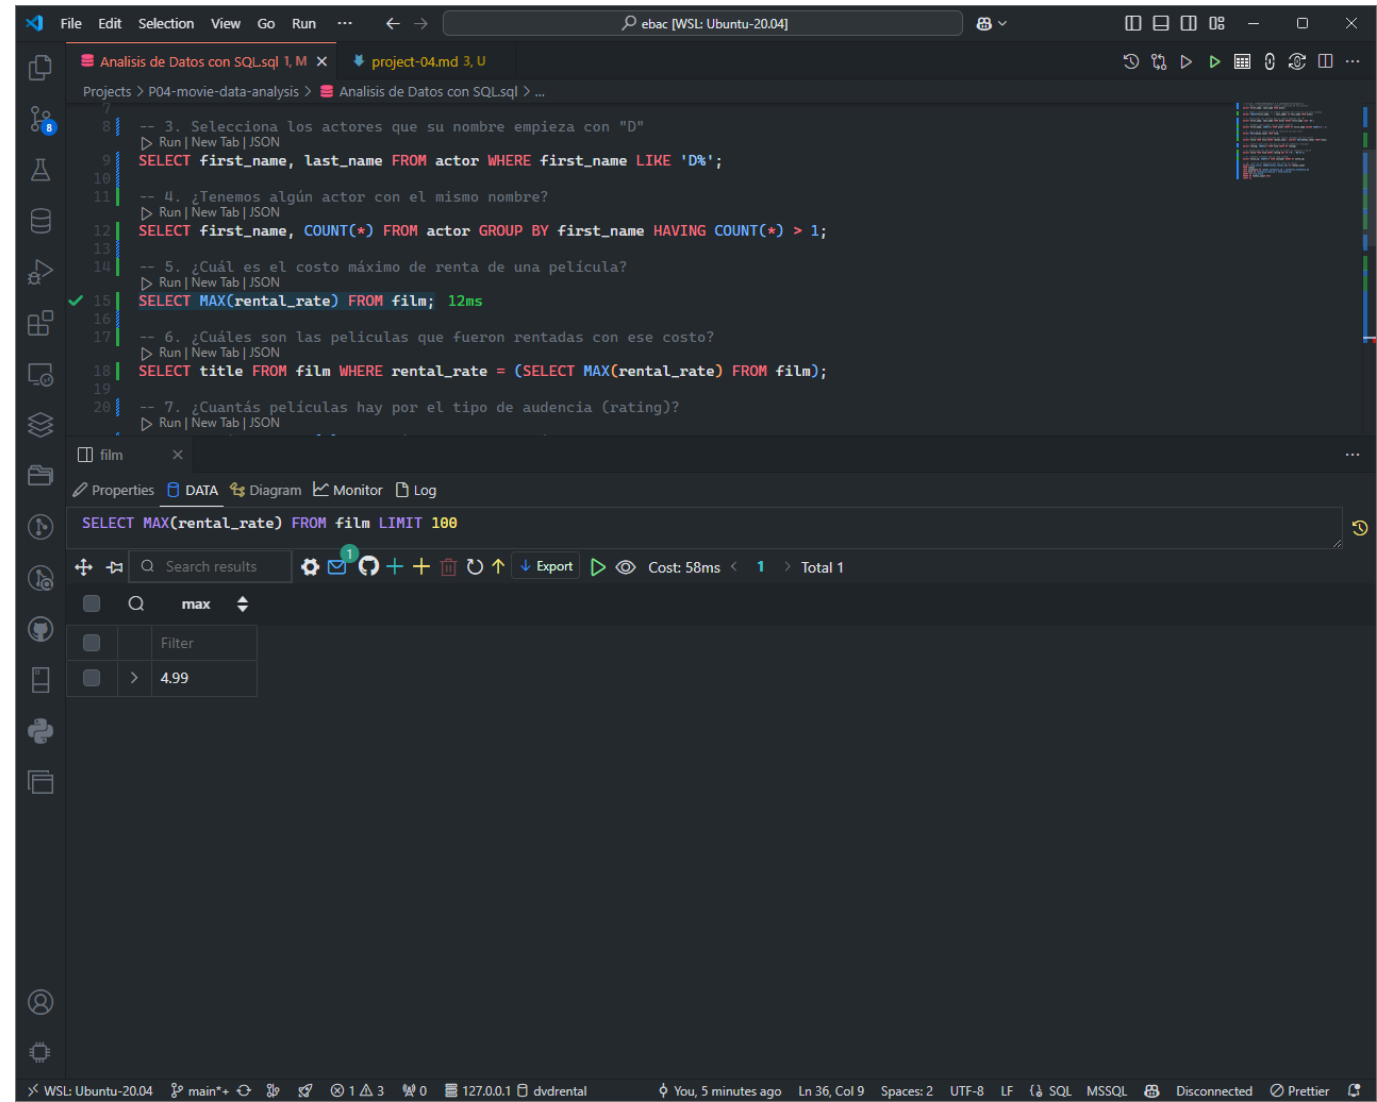 File Edit Selection View Go Run ··· ebac [WSL: Ubuntu-20.04]
Analisis de Datos con SQL.sql 1, M project-04.md 3, U
Projects > P04-movie-data-analysis > Analisis de Datos con SQL.sql > ...
7
8 -- 3. Selecciona los actores que su nombre empieza con "D"
Run | New Tab | JSON
9 SELECT first_name, last_name FROM actor WHERE first_name LIKE 'D%';
10
11 -- 4. ¿Tenemos algún actor con el mismo nombre?
Run | New Tab | JSON
12 SELECT first_name, COUNT(*) FROM actor GROUP BY first_name HAVING COUNT(*) > 1;
13
14 -- 5. ¿Cuál es el costo máximo de renta de una película?
Run | New Tab | JSON
15 SELECT MAX(rental_rate) FROM film; 12ms
16
17 -- 6. ¿Cuáles son las peliculas que fueron rentadas con ese costo?
Run | New Tab | JSON
18 SELECT title FROM film WHERE rental_rate = (SELECT MAX(rental_rate) FROM film);
19
20 -- 7. ¿Cuantás películas hay por el tipo de audencia (rating)?
Run | New Tab | JSON
film
Properties DATA Diagram Monitor Log
SELECT MAX(rental_rate) FROM film LIMIT 100
Search results 1 Export Cost: 58ms < 1 > Total 1
max
Filter
4.99
8
WSL: Ubuntu-20.04 main*+ 1 3 0 127.0.0.1 dvdrental You, 5 minutes ago Ln 36, Col 9 Spaces: 2 UTF-8 LF SQL MSSQL Disconnected Prettier